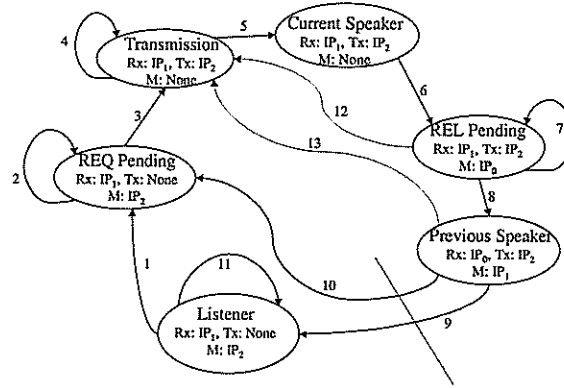 4
Transmission
Rx: IP₁, Tx: IP₂
M: None
5
Current Speaker
Rx: IP₁, Tx: IP₂
M: None
6
12
13
3
REL Pending
Rx: IP₁, Tx: IP₂
M: IP₀
7
2
REQ Pending
Rx: IP₁, Tx: None
M: IP₂
8
Previous Speaker
Rx: IP₀, Tx: IP₂
M: IP₁
1
11
10
9
Listener
Rx: IP₁, Tx: None
M: IP₂